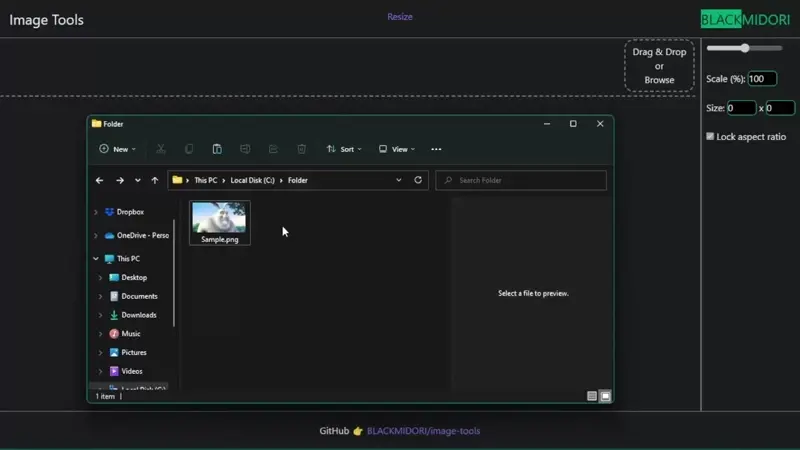 Image Tools
Resize
BLACKMIDORI
Drag & Drop
or
Browse
Scale (%): 100
Size: 0 x 0
Lock aspect ratio
Folder
New
Sort
View
This PC
Local Disk (C:)
Folder
Search Folder
Dropbox
OneDrive - Perso
This PC
Desktop
Documents
Downloads
Music
Pictures
Videos
Local Disk (C:)
Sample.png
Select a file to preview.
1 item
GitHub 👉 BLACKMIDORI/image-tools